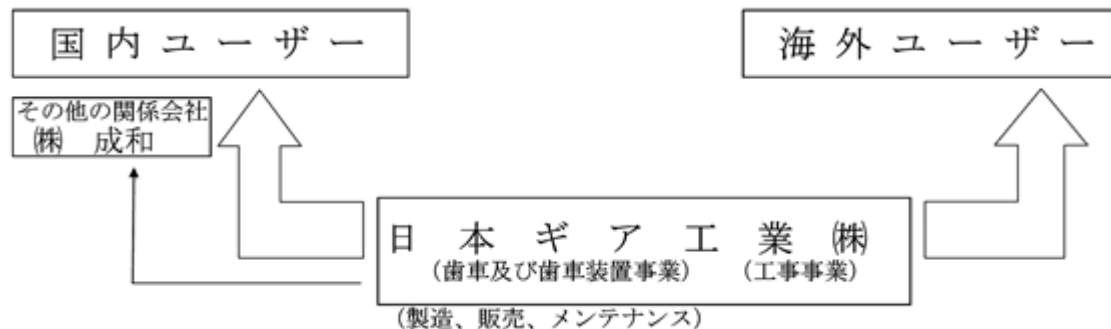 国内ユーザー
海外ユーザー
その他の関係会社
㈱ 成和
日本ギア工業㈱
(歯車及び歯車装置事業) (工事事業)
(製造、販売、メンテナンス)